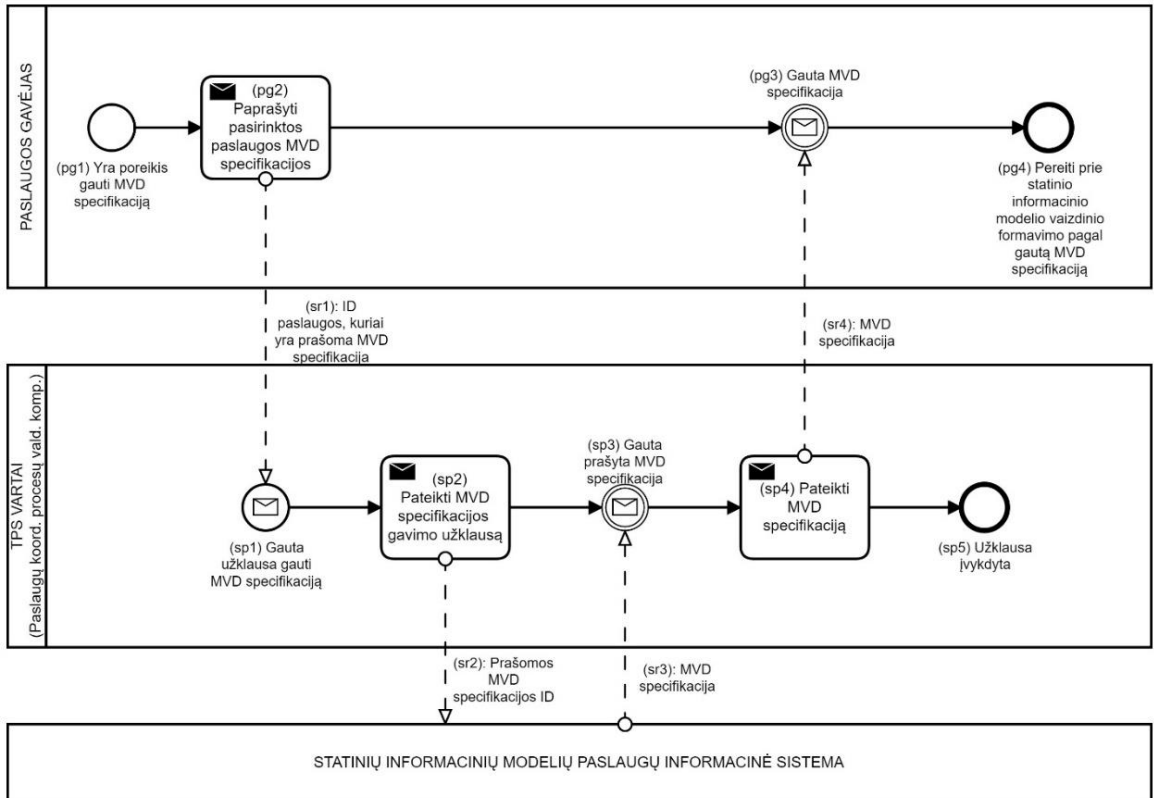 PASLAUGOS GAVĖJAS
(pg1) Yra poreikis
gauti MVD
specifikaciją
(pg2)
Paprašyti
pasirinktos
paslaugos MVD
specifikacijos
(pg3) Gauta MVD
specifikacija
(pg4) Pereiti prie
statinio
informacinio
modelio vaizdinio
formavimo pagal
gautą MVD
specifikaciją
(sr1): ID
paslaugos, kuriai
yra prašoma MVD
specifikacija
(sr4): MVD
specifikacija
TPS VARTAI
(Paslaugų koord. procesų vald. komp.)
(sp1) Gauta
užklausa gauti
MVD specifikaciją
(sp2)
Pateikti MVD
specifikacijos
gavimo užklausą
(sp3) Gauta
prašyta MVD
specifikacija
(sp4) Pateikti
MVD
specifikaciją
(sp5) Užklausa
įvykdyta
(sr2): Prašomos
MVD
specifikacijos ID
(sr3): MVD
specifikacija
STATINIŲ INFORMACINIŲ MODELIŲ PASLAUGŲ INFORMACINĖ SISTEMA